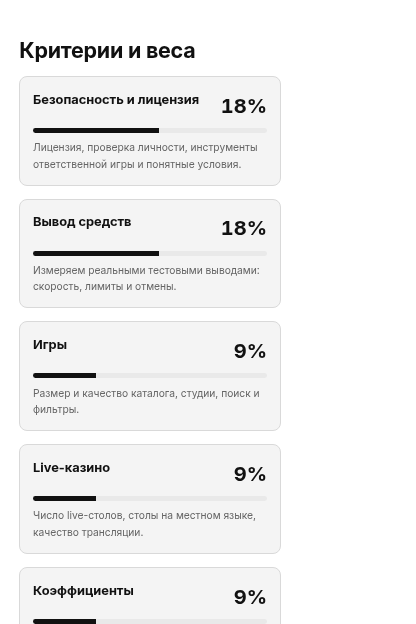 Критерии и веса
Безопасность и лицензия
18%
Лицензия, проверка личности, инструменты
ответственной игры и понятные условия.
Вывод средств
18%
Измеряем реальными тестовыми выводами:
скорость, лимиты и отмены.
Игры
9%
Размер и качество каталога, студии, поиск и
фильтры.
Live-казино
9%
Число live-столов, столы на местном языке,
качество трансляции.
Коэффициенты
9%